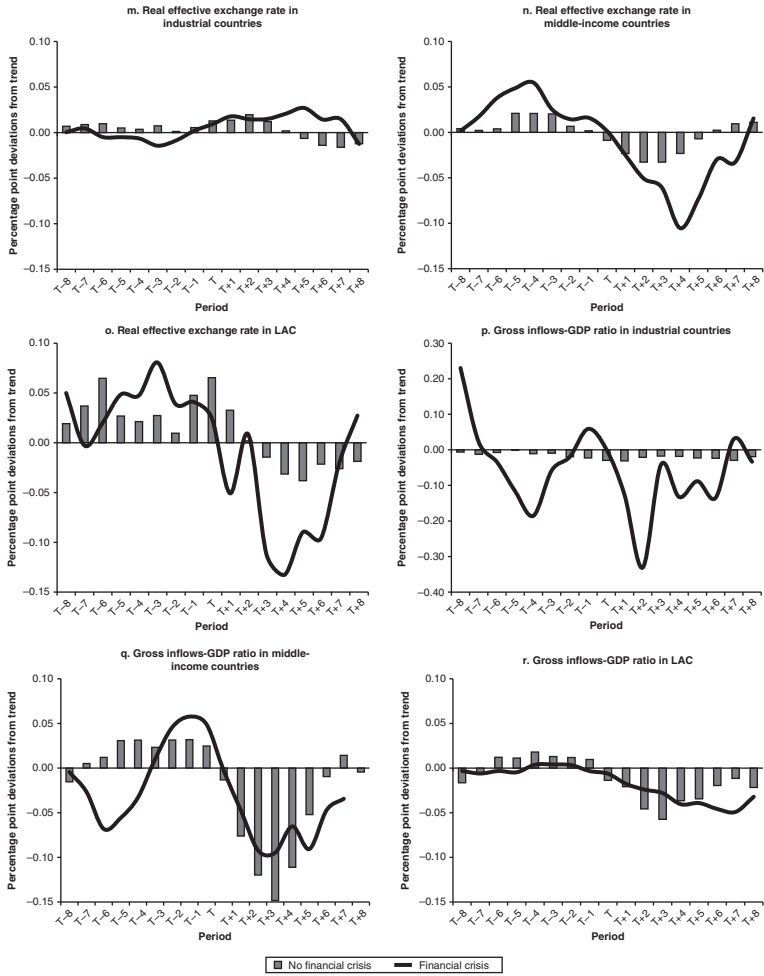 m. Real effective exchange rate in
industrial countries
Percentage point deviations from trend
0.10
0.05
0.00
–0.05
–0.10
–0.15
T–8 T–7 T–6 T–5 T–4 T–3 T–2 T–1 T T+1 T+2 T+3 T+4 T+5 T+6 T+7 T+8
Period
n. Real effective exchange rate in
middle-income countries
Percentage point deviations from trend
0.10
0.05
0.00
–0.05
–0.10
–0.15
T–8 T–7 T–6 T–5 T–4 T–3 T–2 T–1 T T+1 T+2 T+3 T+4 T+5 T+6 T+7 T+8
Period
o. Real effective exchange rate in LAC
Percentage point deviations from trend
0.10
0.05
0.00
–0.05
–0.10
–0.15
T–8 T–7 T–6 T–5 T–4 T–3 T–2 T–1 T T+1 T+2 T+3 T+4 T+5 T+6 T+7 T+8
Period
p. Gross inflows-GDP ratio in industrial countries
Percentage point deviations from trend
0.30
0.20
0.10
–0.00
–0.10
–0.20
–0.30
–0.40
T–8 T–7 T–6 T–5 T–4 T–3 T–2 T–1 T T+1 T+2 T+3 T+4 T+5 T+6 T+7 T+8
Period
q. Gross inflows-GDP ratio in middle-
income countries
Percentage point deviations from trend
0.10
0.05
0.00
–0.05
–0.10
–0.15
T–8 T–7 T–6 T–5 T–4 T–3 T–2 T–1 T T+1 T+2 T+3 T+4 T+5 T+6 T+7 T+8
Period
r. Gross inflows-GDP ratio in LAC
Percentage point deviations from trend
0.10
0.05
0.00
–0.05
–0.10
–0.15
T–8 T–7 T–6 T–5 T–4 T–3 T–2 T–1 T T+1 T+2 T+3 T+4 T+5 T+6 T+7 T+8
Period
No financial crisis Financial crisis